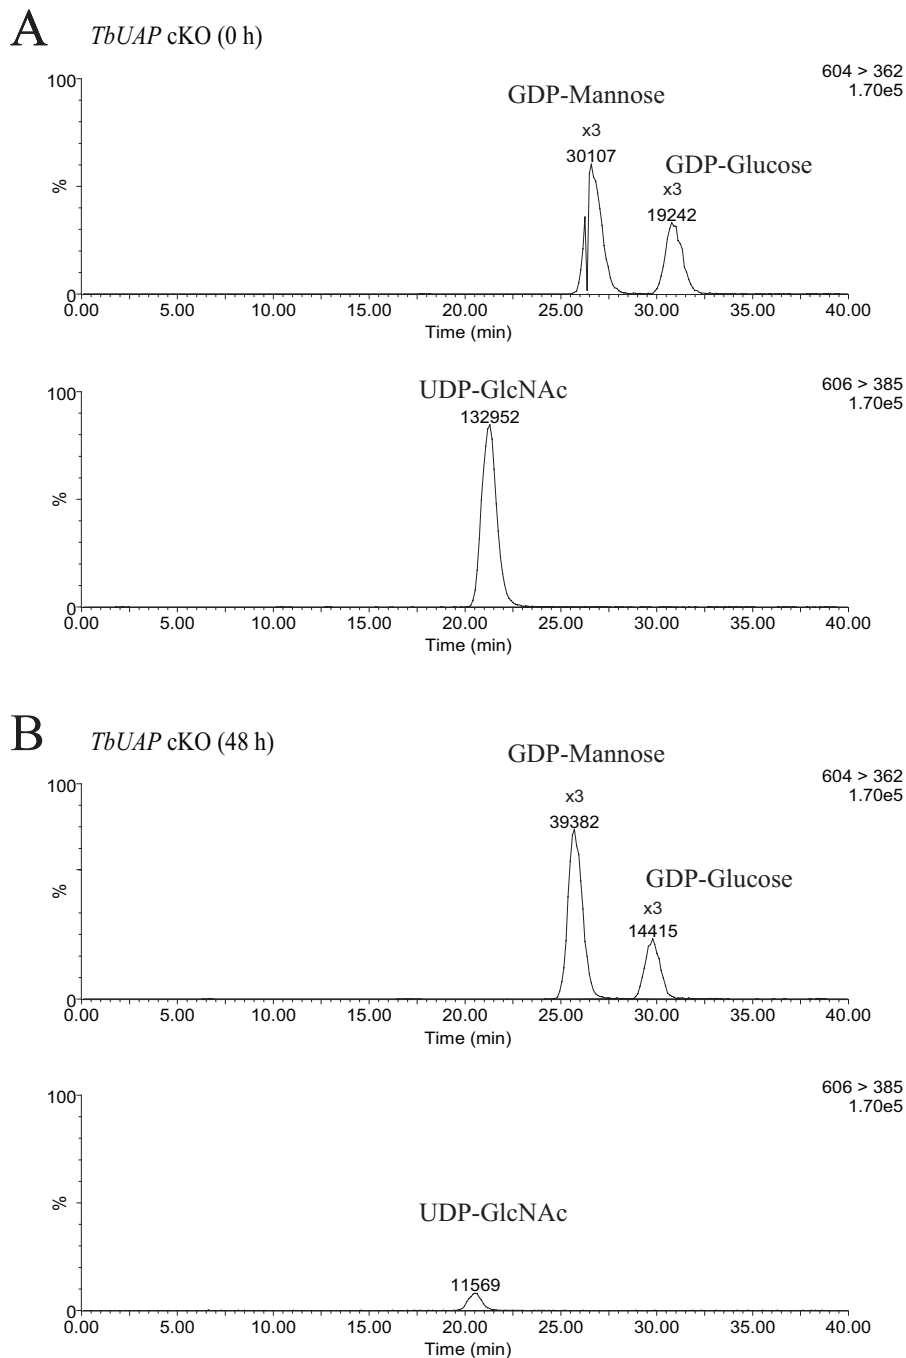 A TbUAP cKO (0 h)
604 > 362
1.70e5
GDP-Mannose
x3
30107
GDP-Glucose
x3
19242
100
%
0
0.00 5.00 10.00 15.00 20.00 25.00 30.00 35.00 40.00
Time (min)
606 > 385
1.70e5
UDP-GlcNAc
132952
100
%
0
0.00 5.00 10.00 15.00 20.00 25.00 30.00 35.00 40.00
Time (min)
B TbUAP cKO (48 h)
604 > 362
1.70e5
GDP-Mannose
x3
39382
GDP-Glucose
x3
14415
100
%
0
0.00 5.00 10.00 15.00 20.00 25.00 30.00 35.00 40.00
Time (min)
606 > 385
1.70e5
UDP-GlcNAc
11569
100
%
0
0.00 5.00 10.00 15.00 20.00 25.00 30.00 35.00 40.00
Time (min)